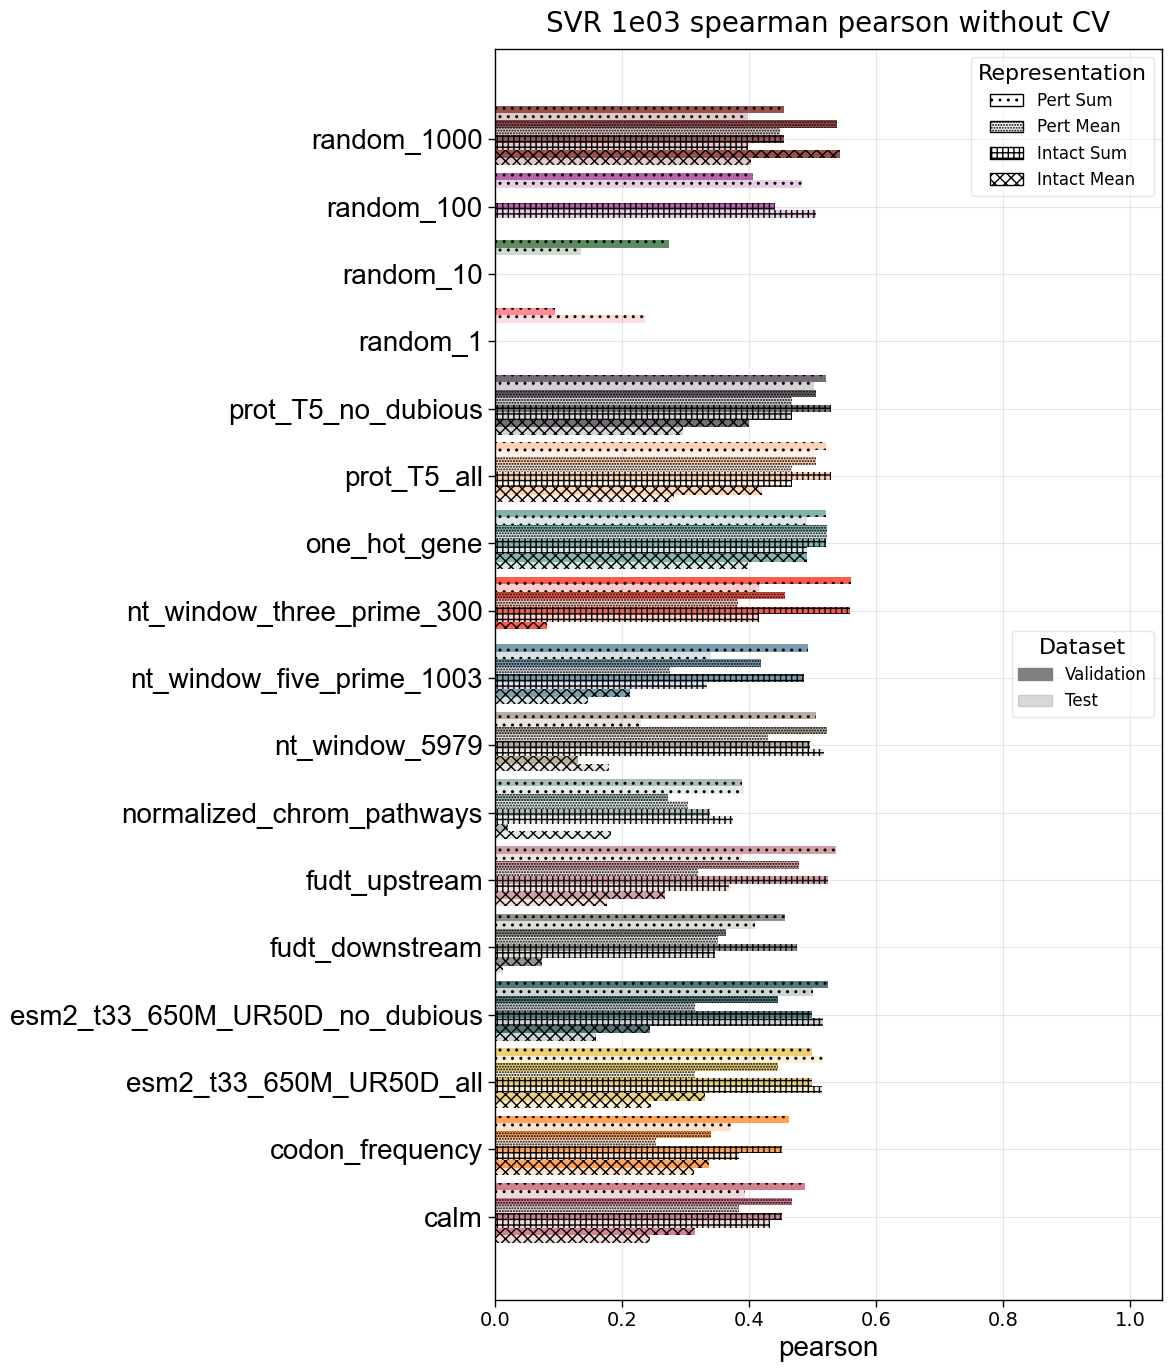 SVR 1e03 spearman pearson without CV
Representation
Pert Sum
Pert Mean
Intact Sum
Intact Mean
random_1000
random_100
random_10
random_1
prot_T5_no_dubious
prot_T5_all
one_hot_gene
nt_window_three_prime_300
nt_window_five_prime_1003
nt_window_5979
normalized_chrom_pathways
fudt_upstream
fudt_downstream
esm2_t33_650M_UR50D_no_dubious
esm2_t33_650M_UR50D_all
codon_frequency
calm
Dataset
Validation
Test
0.0 0.2 0.4 0.6 0.8 1.0
pearson